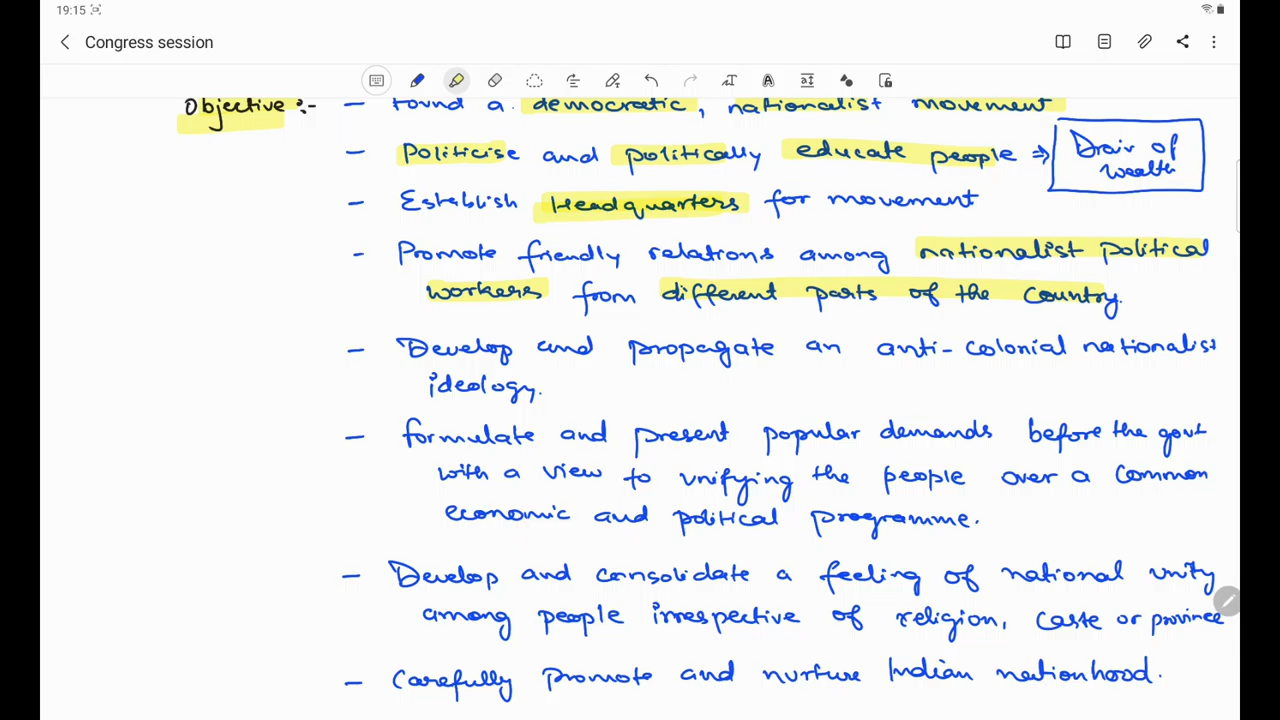 19:15
Congress session
Objective :- - found a democratic, nationalist movement
- Politicise and politically educate people ⇒ Drain of wealth
- Establish Headquarters for movement
- Promote friendly relations among nationalist political
workers from different parts of the country.
- Develop and propagate an anti-colonial nationalist
ideology.
- formulate and present popular demands before the govt
with a view to unifying the people over a common
economic and political programme.
- Develop and consolidate a feeling of national unity
among people irrespective of religion, caste or province
- Carefully promote and nurture Indian nationhood.